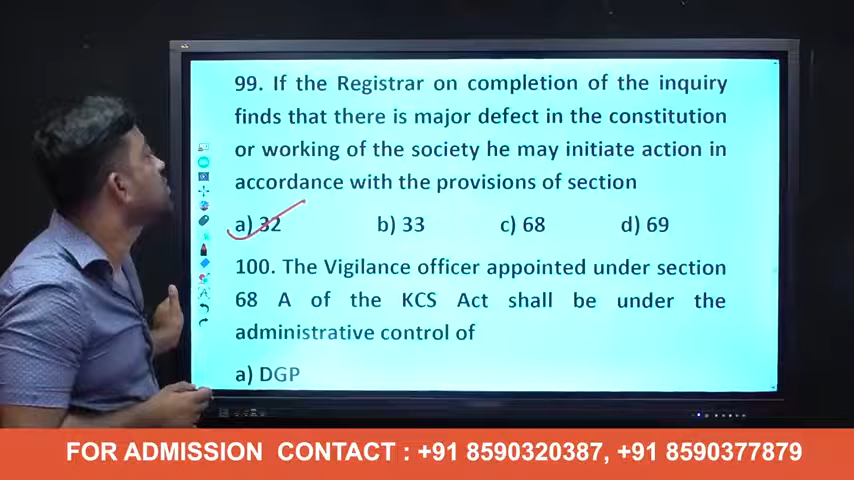 99. If the Registrar on completion of the inquiry
finds that there is major defect in the constitution
or working of the society he may initiate action in
accordance with the provisions of section
a) 32 b) 33 c) 68 d) 69
100. The Vigilance officer appointed under section
68 A of the KCS Act shall be under the
administrative control of
a) DGP
FOR ADMISSION CONTACT : +91 8590320387, +91 8590377879